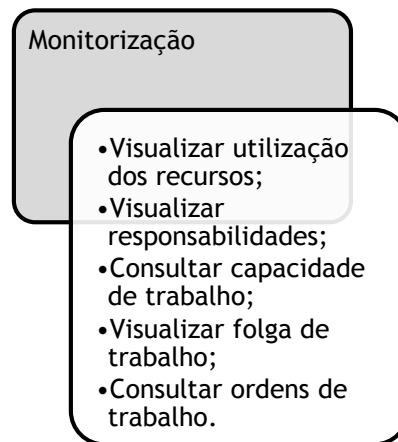 Monitorização
•Visualizar utilização
dos recursos;
•Visualizar
responsabilidades;
•Consultar capacidade
de trabalho;
•Visualizar folga de
trabalho;
•Consultar ordens de
trabalho.